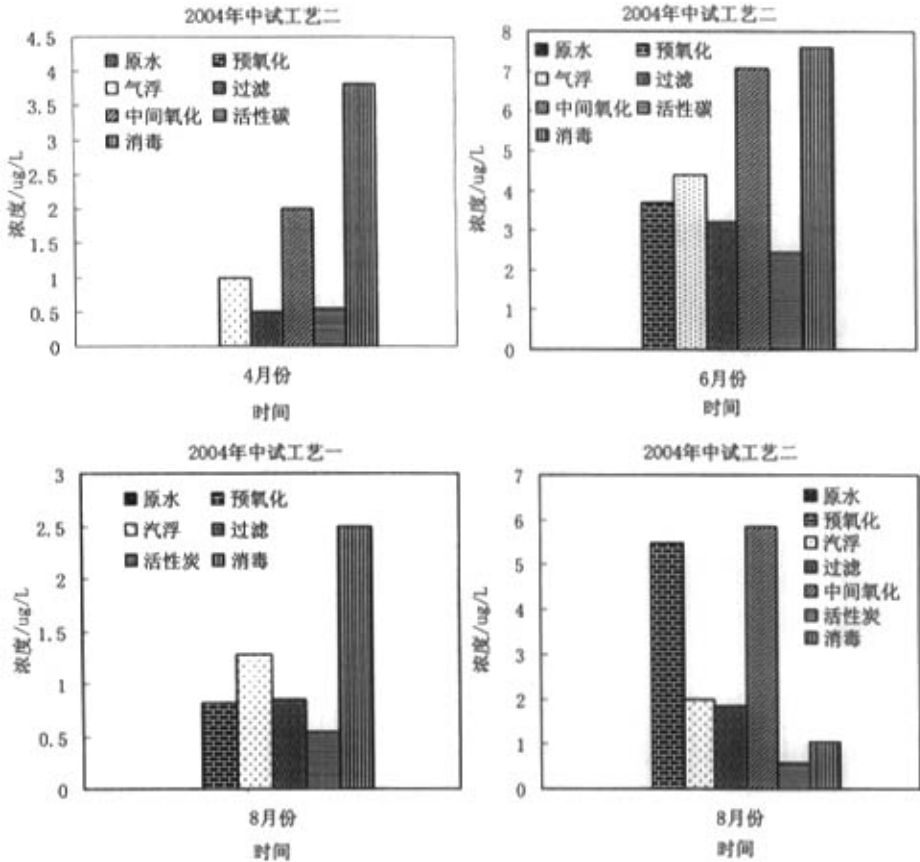 2004年中试工艺二
4.5
4
3.5
3
2.5
2
1.5
1
0.5
0
浓度/ug/L
原水 预氧化
气浮 过滤
中间氧化 活性碳
消毒
4月份
时间
2004年中试工艺二
8
7
6
5
4
3
2
1
0
浓度/ug/L
原水 预氧化
气浮 过滤
中间氧化 活性碳
消毒
6月份
时间
2004年中试工艺一
3
2.5
2
1.5
1
0.5
0
浓度/ug/L
原水 预氧化
汽浮 过滤
活性炭 消毒
8月份
时间
2004年中试工艺二
7
6
5
4
3
2
1
0
浓度/ug/L
原水
预氧化
汽浮
过滤
中间氧化
活性炭
消毒
8月份
时间